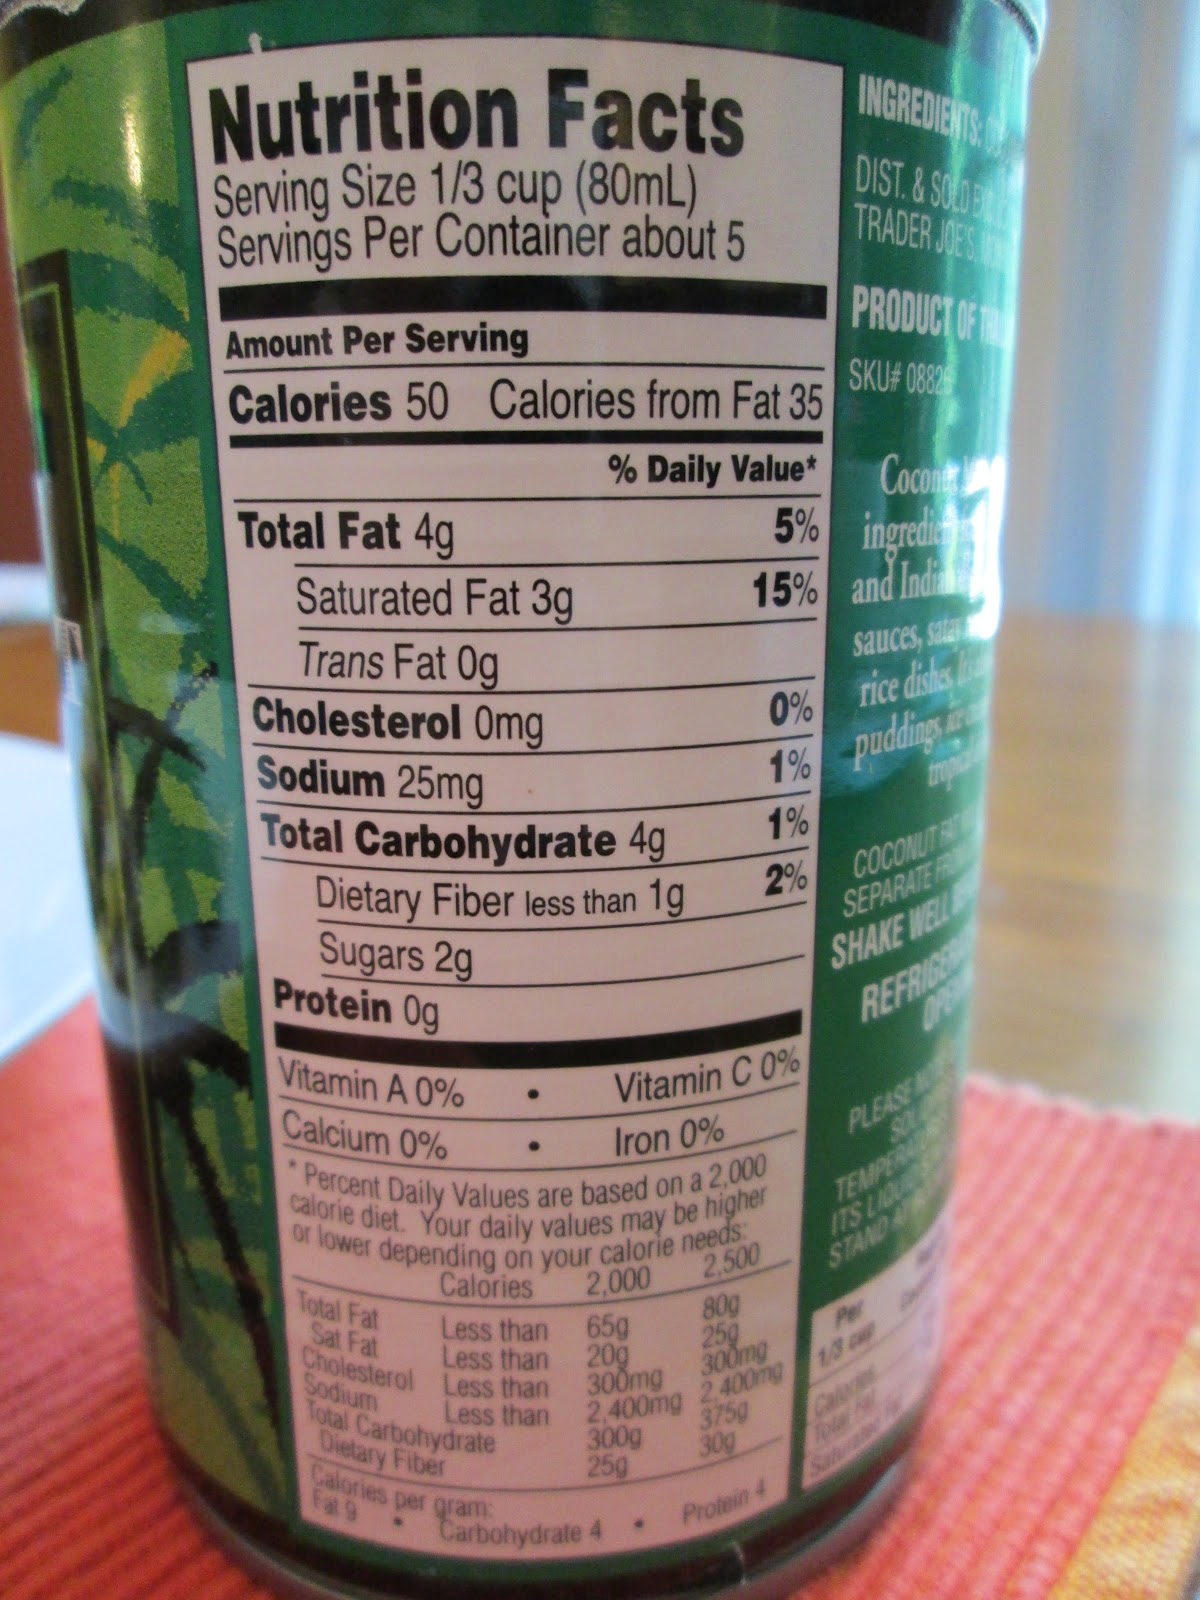 Nutrition Facts
Serving Size 1/3 cup (80mL)
Servings Per Container about 5
Amount Per Serving
Calories 50 Calories from Fat 35
% Daily Value*
Total Fat 4g 5%
Saturated Fat 3g 15%
Trans Fat 0g
Cholesterol 0mg 0%
Sodium 25mg 1%
Total Carbohydrate 4g 1%
Dietary Fiber less than 1g 2%
Sugars 2g
Protein 0g
Vitamin A 0% • Vitamin C 0%
Calcium 0% • Iron 0%
* Percent Daily Values are based on a 2,000
calorie diet. Your daily values may be higher
or lower depending on your calorie needs:
Calories 2,000 2,500
Total Fat Less than 65g 80g
Sat Fat Less than 20g 25g
Cholesterol Less than 300mg 300mg
Sodium Less than 2,400mg 2,400mg
Total Carbohydrate 300g 375g
Dietary Fiber 25g 30g
Calories per gram:
Fat 9 • Carbohydrate 4 • Protein 4
INGREDIENTS:
DIST. & SOLD
TRADER JOE'S,
PRODUCT OF
SKU#
and
sauces,
rice dishes.
puddings,
COCONUT FAT
SEPARATE
SHAKE WELL
PLEASE
ITS
STAND
Per
1/3 cup
Calories
Total Fat